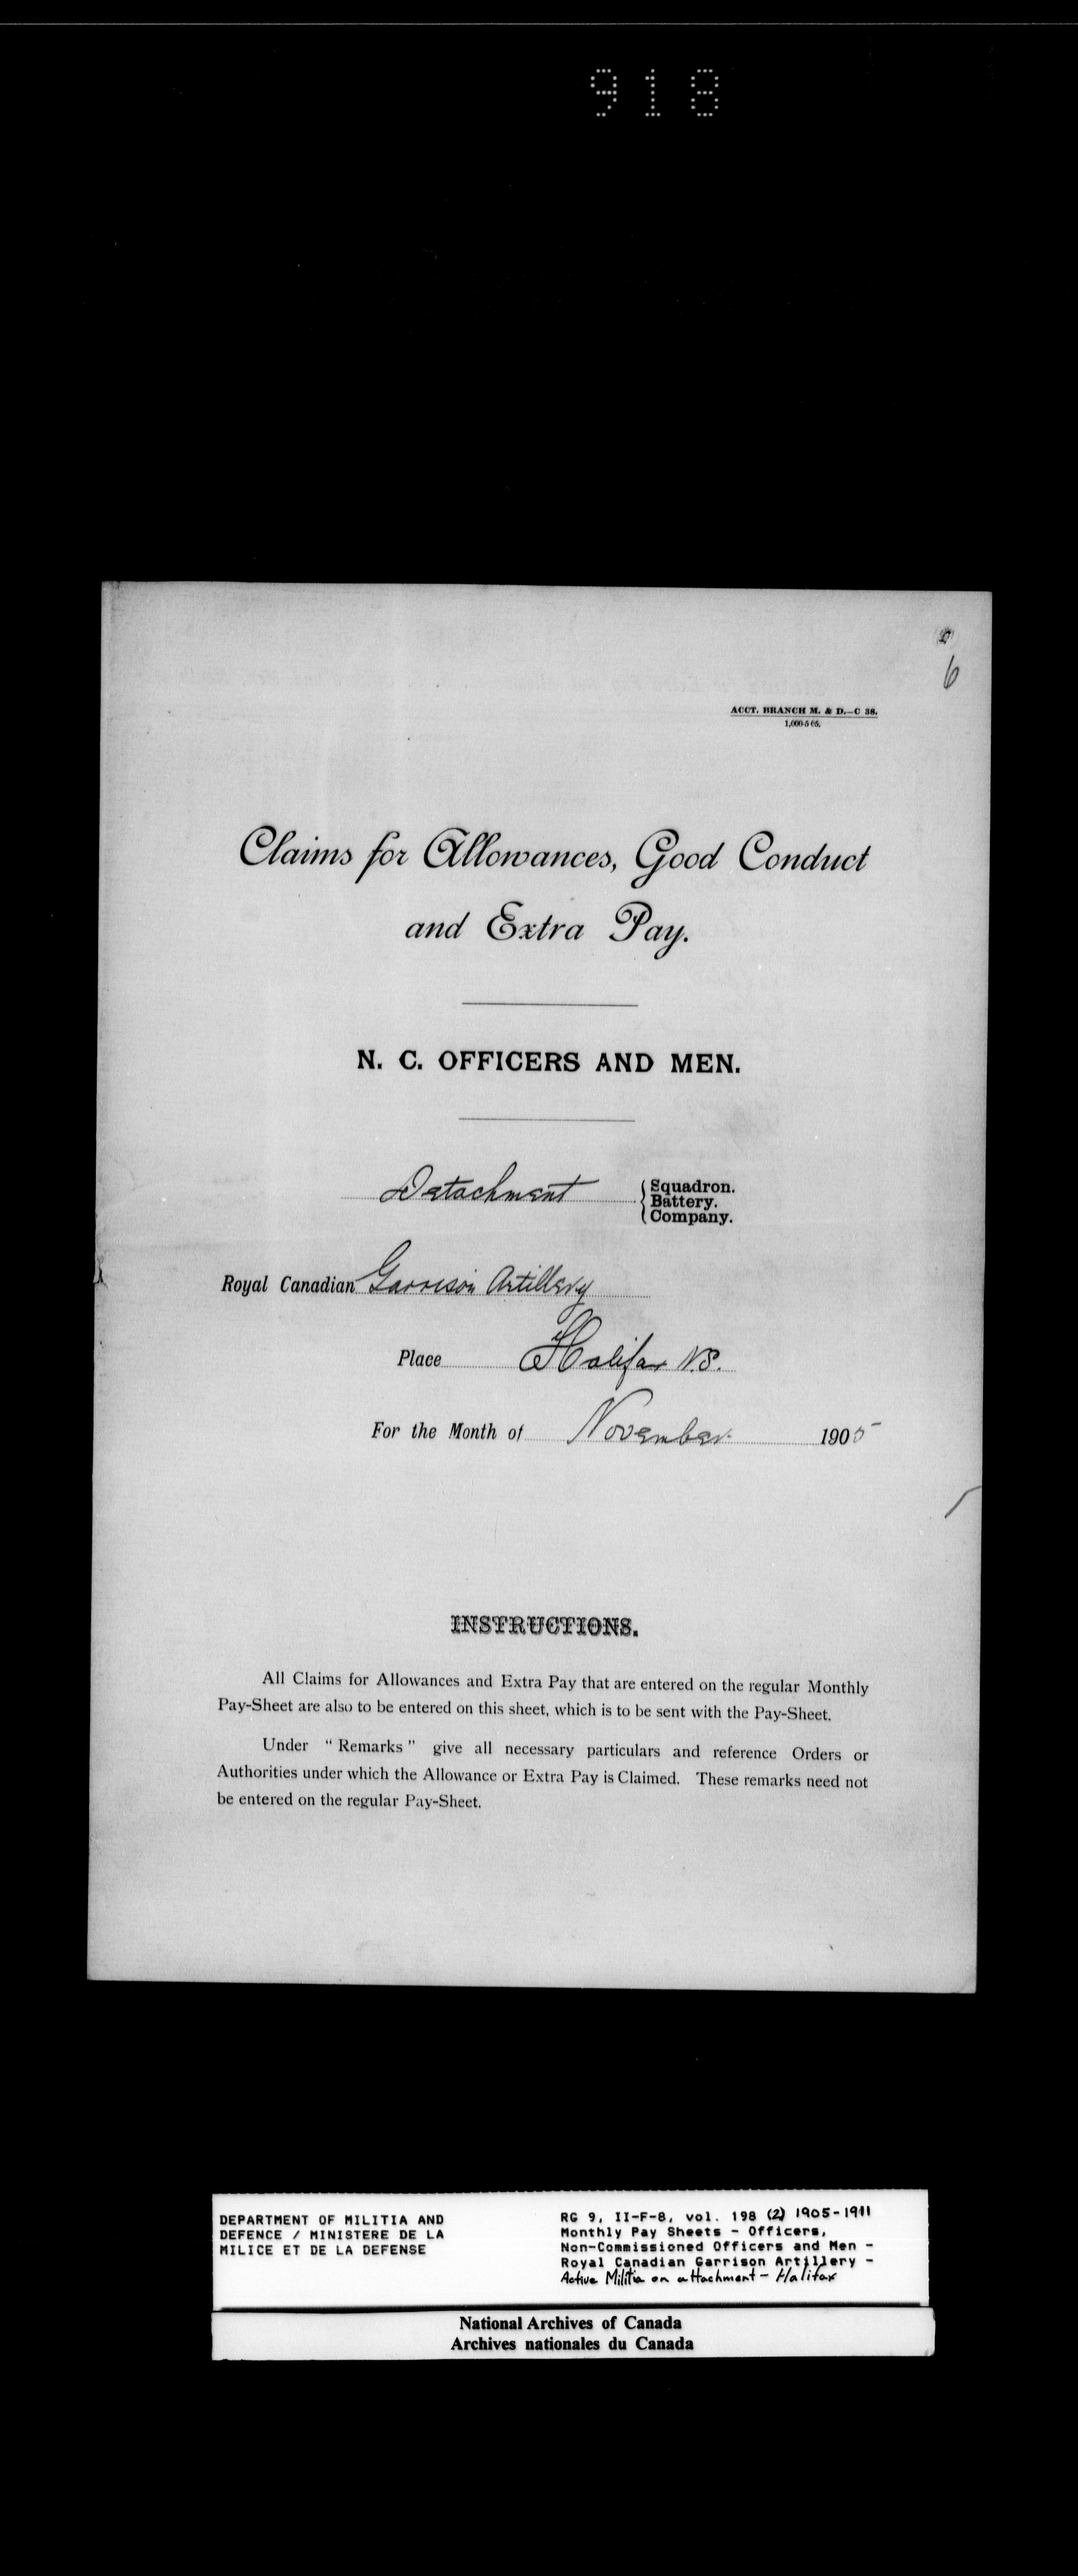 918
6
ACCT. BRANCH M. & D.—C 38.
1,000-5-05.
Claims for Allowances, Good Conduct
and Extra Pay.
N. C. OFFICERS AND MEN.
Detachment { Squadron.
Battery.
Company.
Royal Canadian Garrison Artillery
Place Halifax N.S.
For the Month of November 1905
INSTRUCTIONS.
All Claims for Allowances and Extra Pay that are entered on the regular Monthly
Pay-Sheet are also to be entered on this sheet, which is to be sent with the Pay-Sheet.
Under " Remarks " give all necessary particulars and reference Orders or
Authorities under which the Allowance or Extra Pay is Claimed. These remarks need not
be entered on the regular Pay-Sheet.
DEPARTMENT OF MILITIA AND
DEFENCE / MINISTERE DE LA
MILICE ET DE LA DEFENSE
RG 9, II-F-8, vol. 198 (2) 1905-1911
Monthly Pay Sheets - Officers,
Non-Commissioned Officers and Men -
Royal Canadian Garrison Artillery -
Active Militia on attachment - Halifax
National Archives of Canada
Archives nationales du Canada